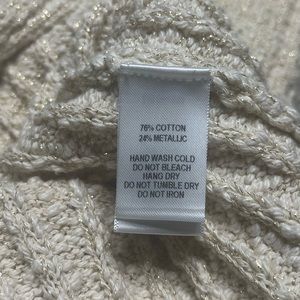 76% COTTON
24% METALLIC
HAND WASH COLD
DO NOT BLEACH
HANG DRY
DO NOT TUMBLE DRY
DO NOT IRON